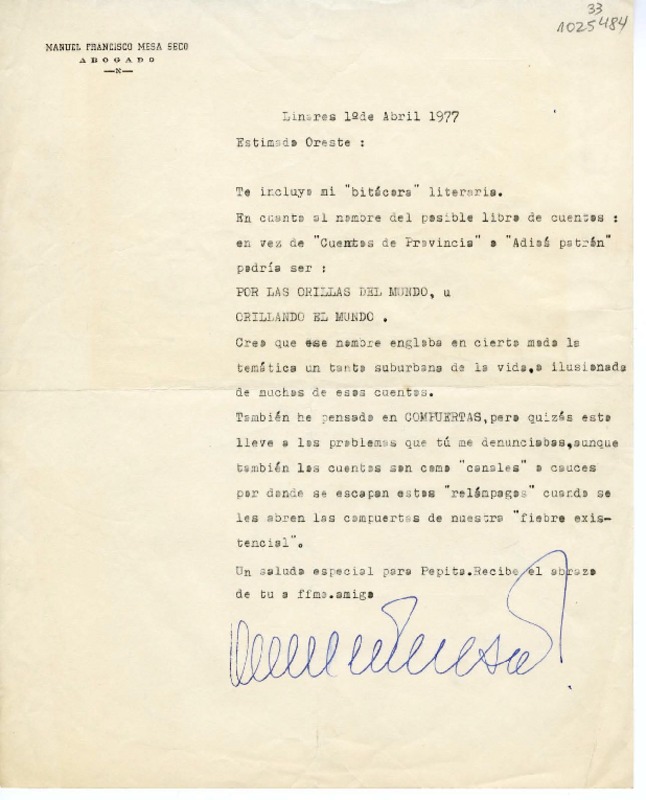 33
1025484
MANUEL FRANCISCO MESA SECO
ABOGADO
Linares 1º de Abril 1977
Estimado Oreste :
Te incluyo mi "bitácora" literaria.
En cuanto al nombre del posible libro de cuentos :
en vez de "Cuentos de Provincia" o "Adiós patrón"
podría ser :
POR LAS ORILLAS DEL MUNDO, u
ORILLANDO EL MUNDO .
Creo que ese nombre engloba en cierto modo la
temática un tanto suburbana de la vida,o ilusionada
de muchos de esos cuentos.
También he pensado en COMPUERTAS,pero quizás esto
lleve a los problemas que tú me denunciabas,aunque
también los cuentos son como "canales" o cauces
por donde se escapan estos "relámpagos" cuando se
les abren las compuertas de nuestra "fiebre exis-
tencial".
Un saludo especial para Pepita.Recibe el abrazo
de tu a ffmo.amigo